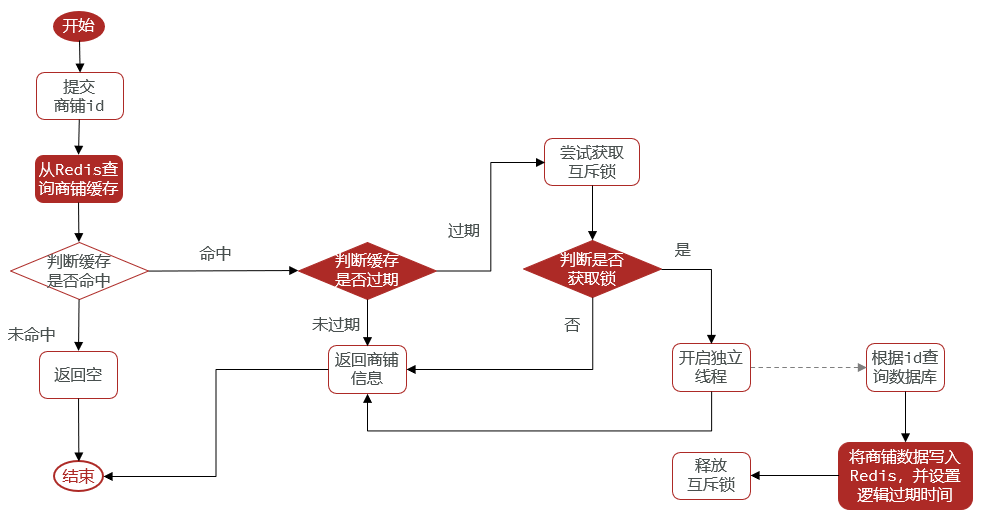 开始
提交
商铺id
从Redis查
询商铺缓存
判断缓存
是否命中
命中
未命中
返回空
结束
判断缓存
是否过期
过期
未过期
返回商铺
信息
尝试获取
互斥锁
判断是否
获取锁
是
否
开启独立
线程
根据id查
询数据库
将商铺数据写入
Redis，并设置
逻辑过期时间
释放
互斥锁